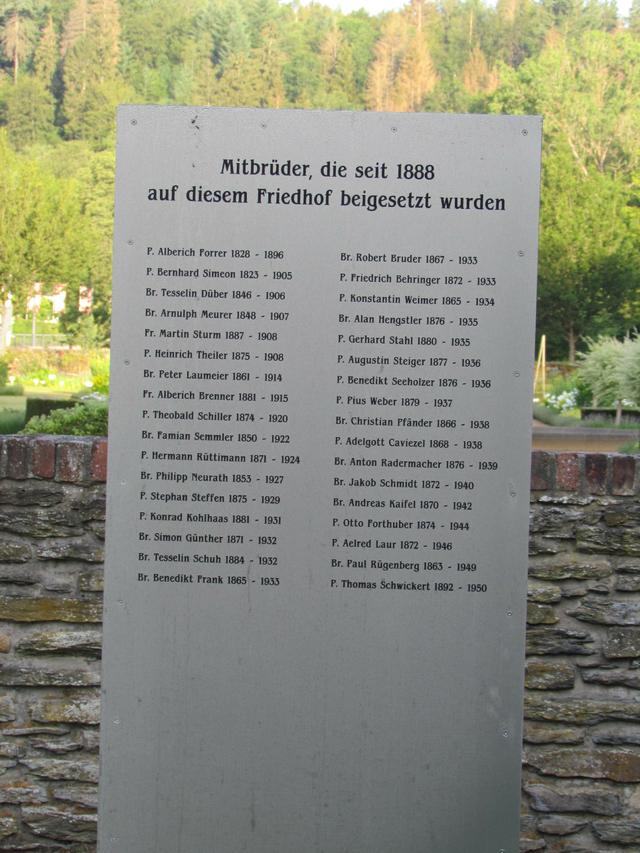 Mitbrüder, die seit 1888
auf diesem Friedhof beigesetzt wurden
P. Alberich Forrer 1828 - 1896
P. Bernhard Simeon 1823 - 1905
Br. Tesselin Düber 1846 - 1906
Br. Arnulph Meurer 1848 - 1907
Fr. Martin Sturm 1887 - 1908
P. Heinrich Theiler 1875 - 1908
Br. Peter Laumeier 1861 - 1914
Fr. Alberich Brenner 1881 - 1915
P. Theobald Schiller 1874 - 1920
Br. Famian Semmler 1850 - 1922
P. Hermann Rüttimann 1871 - 1924
Br. Philipp Neurath 1853 - 1927
P. Stephan Steffen 1875 - 1929
P. Konrad Kohlhaas 1881 - 1931
Br. Simon Günther 1871 - 1932
Br. Tesselin Schuh 1884 - 1932
Br. Benedikt Frank 1865 - 1933
Br. Robert Bruder 1867 - 1933
P. Friedrich Behringer 1872 - 1933
P. Konstantin Weimer 1865 - 1934
Br. Alan Hengstler 1876 - 1935
P. Gerhard Stahl 1880 - 1935
P. Augustin Steiger 1877 - 1936
P. Benedikt Seeholzer 1876 - 1936
P. Pius Weber 1879 - 1937
Br. Christian Pfänder 1866 - 1938
P. Adelgott Caviezel 1868 - 1938
Br. Anton Radermacher 1876 - 1939
Br. Jakob Schmidt 1872 - 1940
Br. Andreas Kaifel 1870 - 1942
P. Otto Forthuber 1874 - 1944
P. Aelred Laur 1872 - 1946
Br. Paul Rügenberg 1863 - 1949
P. Thomas Schwickert 1892 - 1950